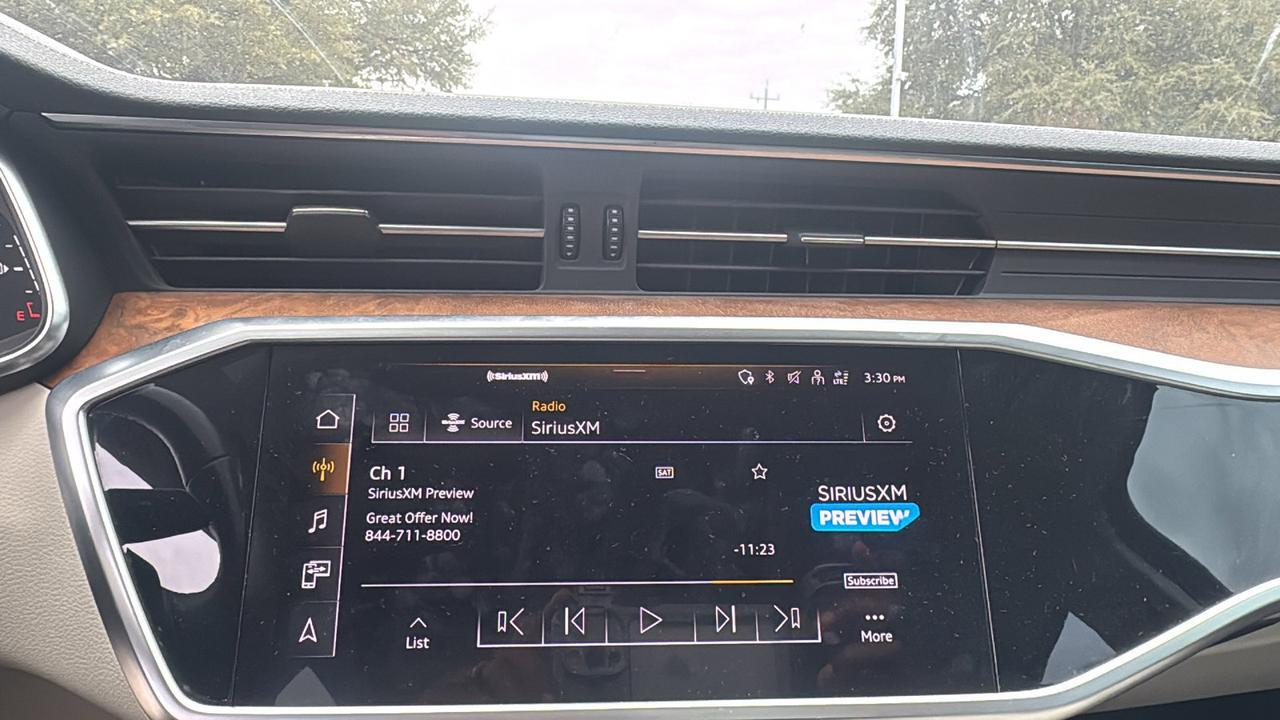 SiriusXM
LTE
3:30 PM
Source
Radio
SiriusXM
Ch 1
SAT
SiriusXM Preview
SIRIUSXM
PREVIEW
Great Offer Now!
844-711-8800
-11:23
Subscribe
List
More
E